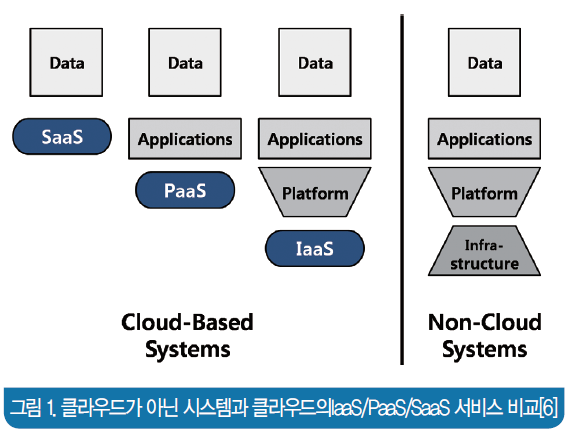 Data
Data
Data
Data
SaaS
Applications
Applications
Applications
PaaS
Platform
Platform
IaaS
Infra-
structure
Cloud-Based
Systems
Non-Cloud
Systems
그림 1. 클라우드가 아닌 시스템과 클라우드의IaaS/PaaS/SaaS 서비스 비교[6]